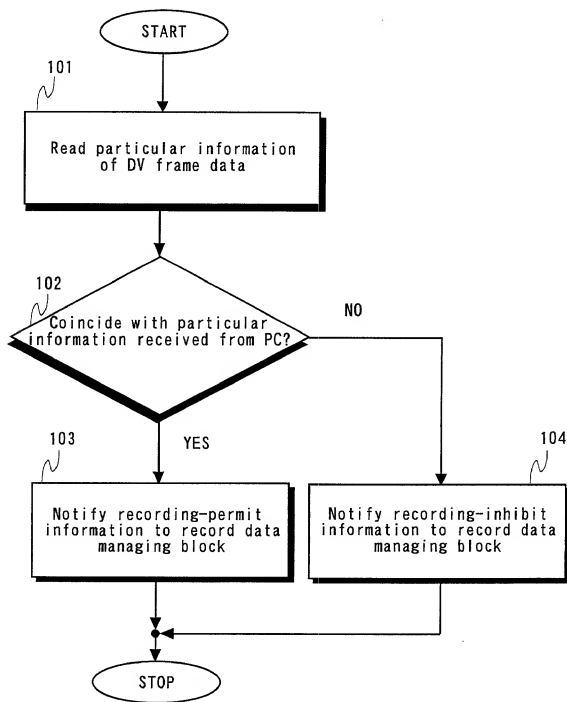 START
101
Read particular information
of DV frame data
102
Coincide with particular
information received from PC?
NO
YES
103
104
Notify recording-permit
information to record data
managing block
Notify recording-inhibit
information to record data
managing block
STOP